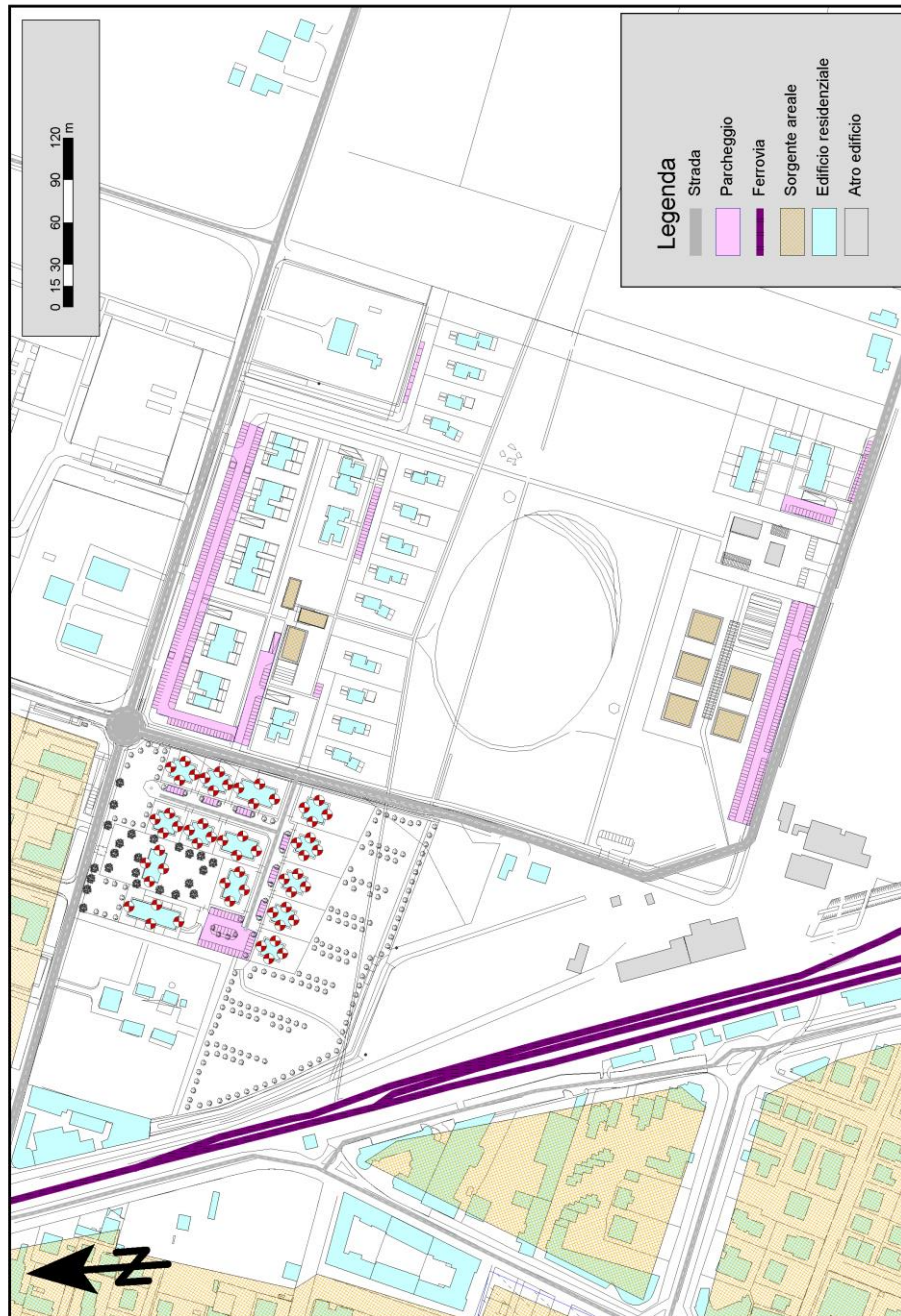 0 15 30 60 90 120 m
Legenda
Strada
Parcheggio
Ferrovia
Sorgente areale
Edificio residenziale
Atro edificio
N